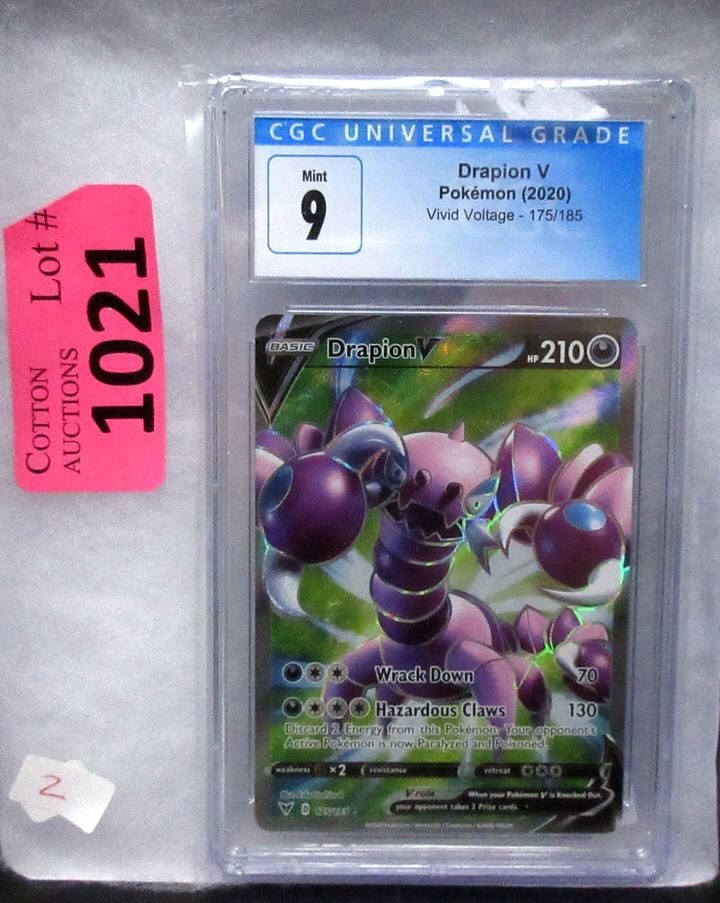 Lot #
1021
COTTON
AUCTIONS
2
CGC UNIVERSAL GRADE
Mint
9
Drapion V
Pokémon (2020)
Vivid Voltage - 175/185
BASIC
Drapion V
HP 210
Wrack Down 70
Hazardous Claws 130
Discard 2 Energy from this Pokémon. Your opponent's
Active Pokémon is now Paralyzed and Poisoned.
weakness ×2 resistance retreat
V rule When your Pokémon V is Knocked Out,
your opponent takes 2 Prize cards.
D 175/185